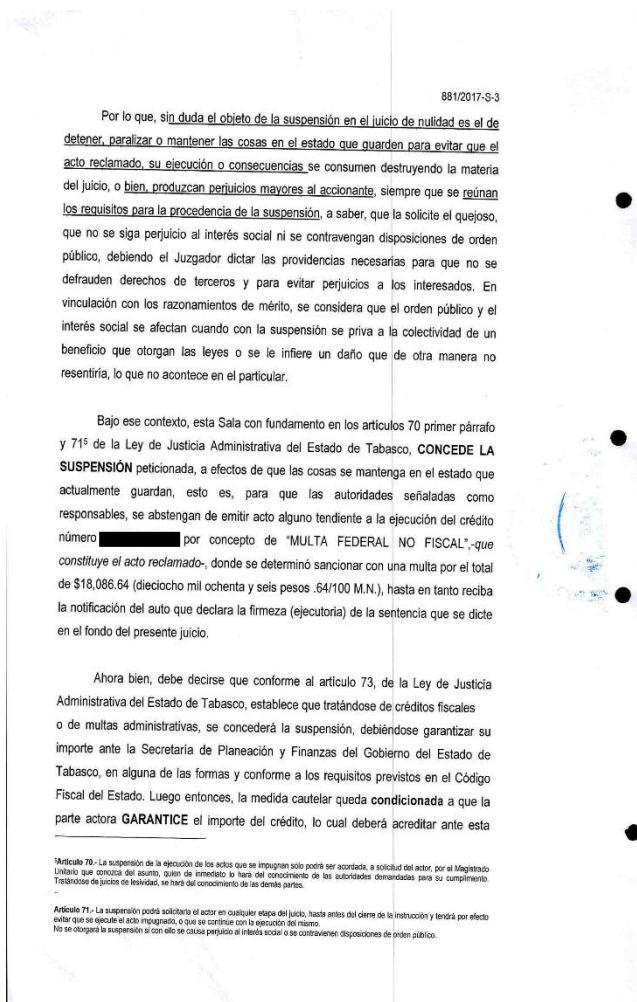 881/2017-S-3
Por lo que, sin duda el objeto de la suspensión en el juicio de nulidad es el de
detener, paralizar o mantener las cosas en el estado que guarden para evitar que el
acto reclamado, su ejecución o consecuencias se consumen destruyendo la materia
del juicio, o bien, produzcan perjuicios mayores al accionante, siempre que se reúnan
los requisitos para la procedencia de la suspensión, a saber, que la solicite el quejoso,
que no se siga perjuicio al interés social ni se contravengan disposiciones de orden
público, debiendo el Juzgador dictar las providencias necesarias para que no se
defrauden derechos de terceros y para evitar perjuicios a los interesados. En
vinculación con los razonamientos de mérito, se considera que el orden público y el
interés social se afectan cuando con la suspensión se priva a la colectividad de un
beneficio que otorgan las leyes o se le infiere un daño que de otra manera no
resentiría, lo que no acontece en el particular.
Bajo ese contexto, esta Sala con fundamento en los artículos 70 primer párrafo
y 71⁵ de la Ley de Justicia Administrativa del Estado de Tabasco, CONCEDE LA
SUSPENSIÓN peticionada, a efectos de que las cosas se mantenga en el estado que
actualmente guardan, esto es, para que las autoridades señaladas como
responsables, se abstengan de emitir acto alguno tendiente a la ejecución del crédito
número por concepto de “MULTA FEDERAL NO FISCAL”,-que
constituye el acto reclamado-, donde se determinó sancionar con una multa por el total
de $18,086.64 (dieciocho mil ochenta y seis pesos .64/100 M.N.), hasta en tanto reciba
la notificación del auto que declara la firmeza (ejecutoria) de la sentencia que se dicte
en el fondo del presente juicio.
Ahora bien, debe decirse que conforme al articulo 73, de la Ley de Justicia
Administrativa del Estado de Tabasco, establece que tratándose de créditos fiscales
o de multas administrativas, se concederá la suspensión, debiéndose garantizar su
importe ante la Secretaría de Planeación y Finanzas del Gobierno del Estado de
Tabasco, en alguna de las formas y conforme a los requisitos previstos en el Código
Fiscal del Estado. Luego entonces, la medida cautelar queda condicionada a que la
parte actora GARANTICE el importe del crédito, lo cual deberá acreditar ante esta
⁵Artículo 70.- La suspensión de la ejecución de los actos que se impugnan sólo podrá ser acordada, a solicitud del actor, por el Magistrado
Unitario que conozca del asunto, quien de inmediato lo hará del conocimiento de las autoridades demandadas para su cumplimiento.
Tratándose de juicios de lesividad, se hará del conocimiento de las demás partes.
...
Artículo 71.- La suspensión podrá solicitarla el actor en cualquier etapa del juicio, hasta antes del cierre de la instrucción y tendrá por efecto
evitar que se ejecute el acto impugnado, o que se continúe con la ejecución del mismo.
No se otorgará la suspensión si con ello se causa perjuicio al interés social o se contravienen disposiciones de orden público.